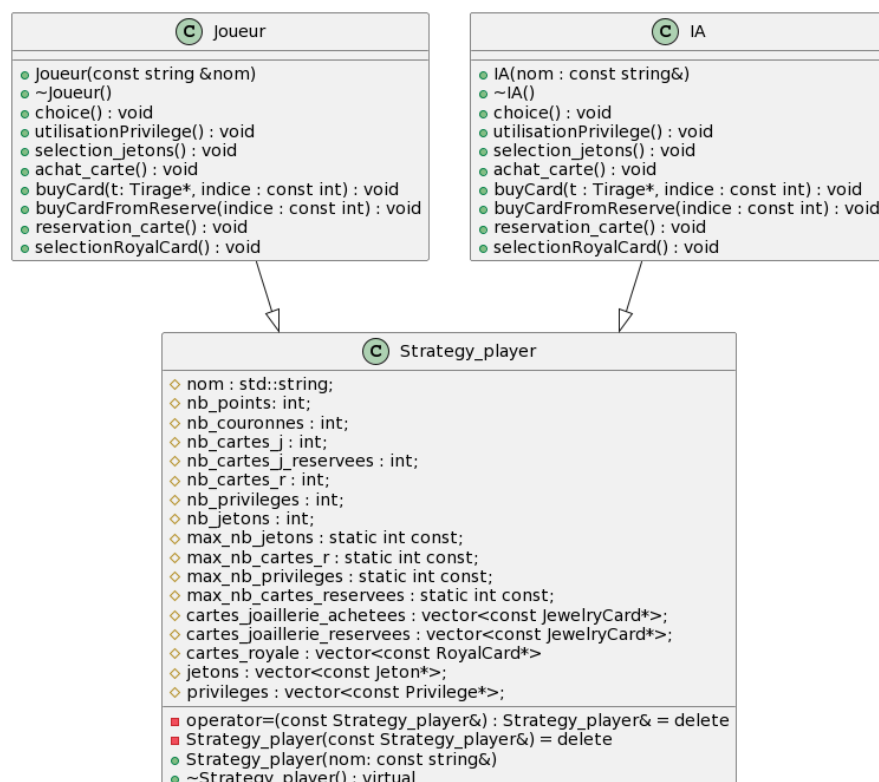 C Joueur
Joueur(const string &nom)
~Joueur()
choice() : void
utilisationPrivilege() : void
selection_jetons() : void
achat_carte() : void
buyCard(t: Tirage*, indice : const int) : void
buyCardFromReserve(indice : const int) : void
reservation_carte() : void
selectionRoyalCard() : void
C IA
IA(nom : const string&)
~IA()
choice() : void
utilisationPrivilege() : void
selection_jetons() : void
achat_carte() : void
buyCard(t : Tirage*, indice : const int) : void
buyCardFromReserve(indice : const int) : void
reservation_carte() : void
selectionRoyalCard() : void
C Strategy_player
nom : std::string;
nb_points: int;
nb_couronnes : int;
nb_cartes_j : int;
nb_cartes_j_reservees : int;
nb_cartes_r : int;
nb_privileges : int;
nb_jetons : int;
max_nb_jetons : static int const;
max_nb_cartes_r : static int const;
max_nb_privileges : static int const;
max_nb_cartes_reservees : static int const;
cartes_joaillerie_achetees : vector<const JewelryCard*>;
cartes_joaillerie_reservees : vector<const JewelryCard*>;
cartes_royale : vector<const RoyalCard*>
jetons : vector<const Jeton*>;
privileges : vector<const Privilege*>;
operator=(const Strategy_player&) : Strategy_player& = delete
Strategy_player(const Strategy_player&) = delete
Strategy_player(nom: const string&)
~Strategy_player() : virtual